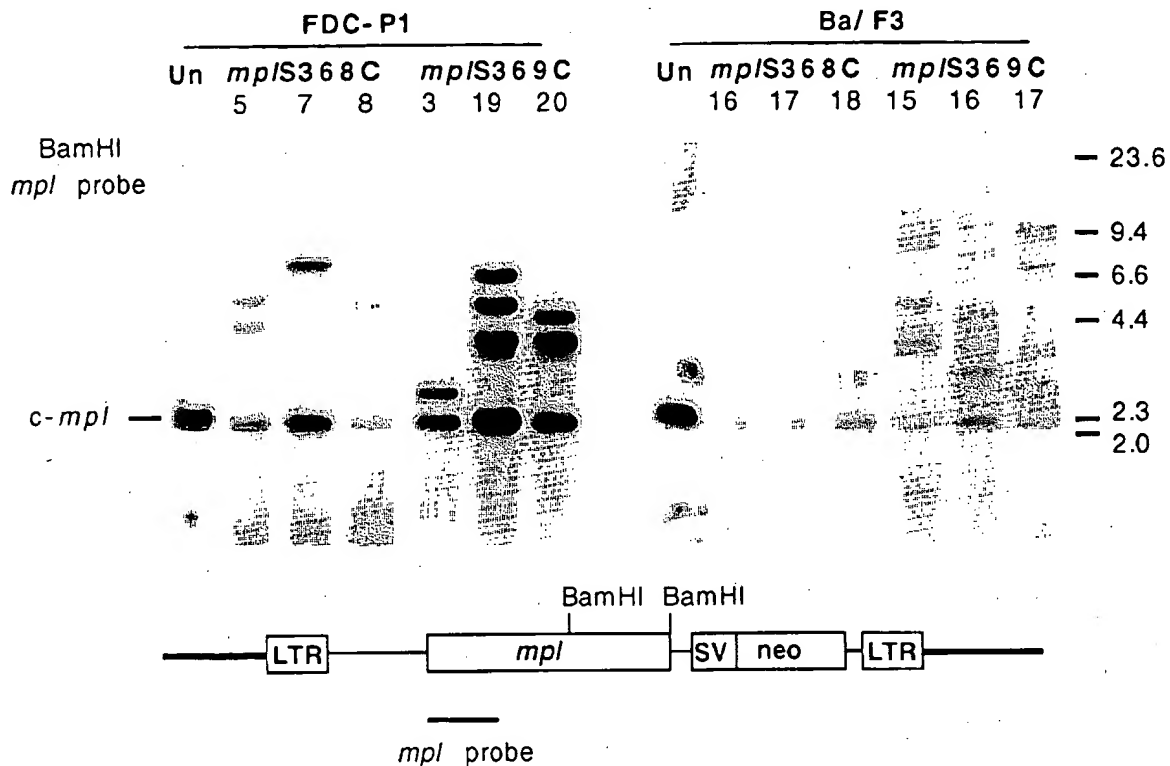 FDC-P1 Ba/F3
Un mplS368C mplS369C Un mplS368C mplS369C
5 7 8 3 19 20 16 17 18 15 16 17
BamHI
mpl probe
23.6
9.4
6.6
4.4
c-mpl
2.3
2.0
BamHI BamHI
LTR mpl SV neo LTR
mpl probe